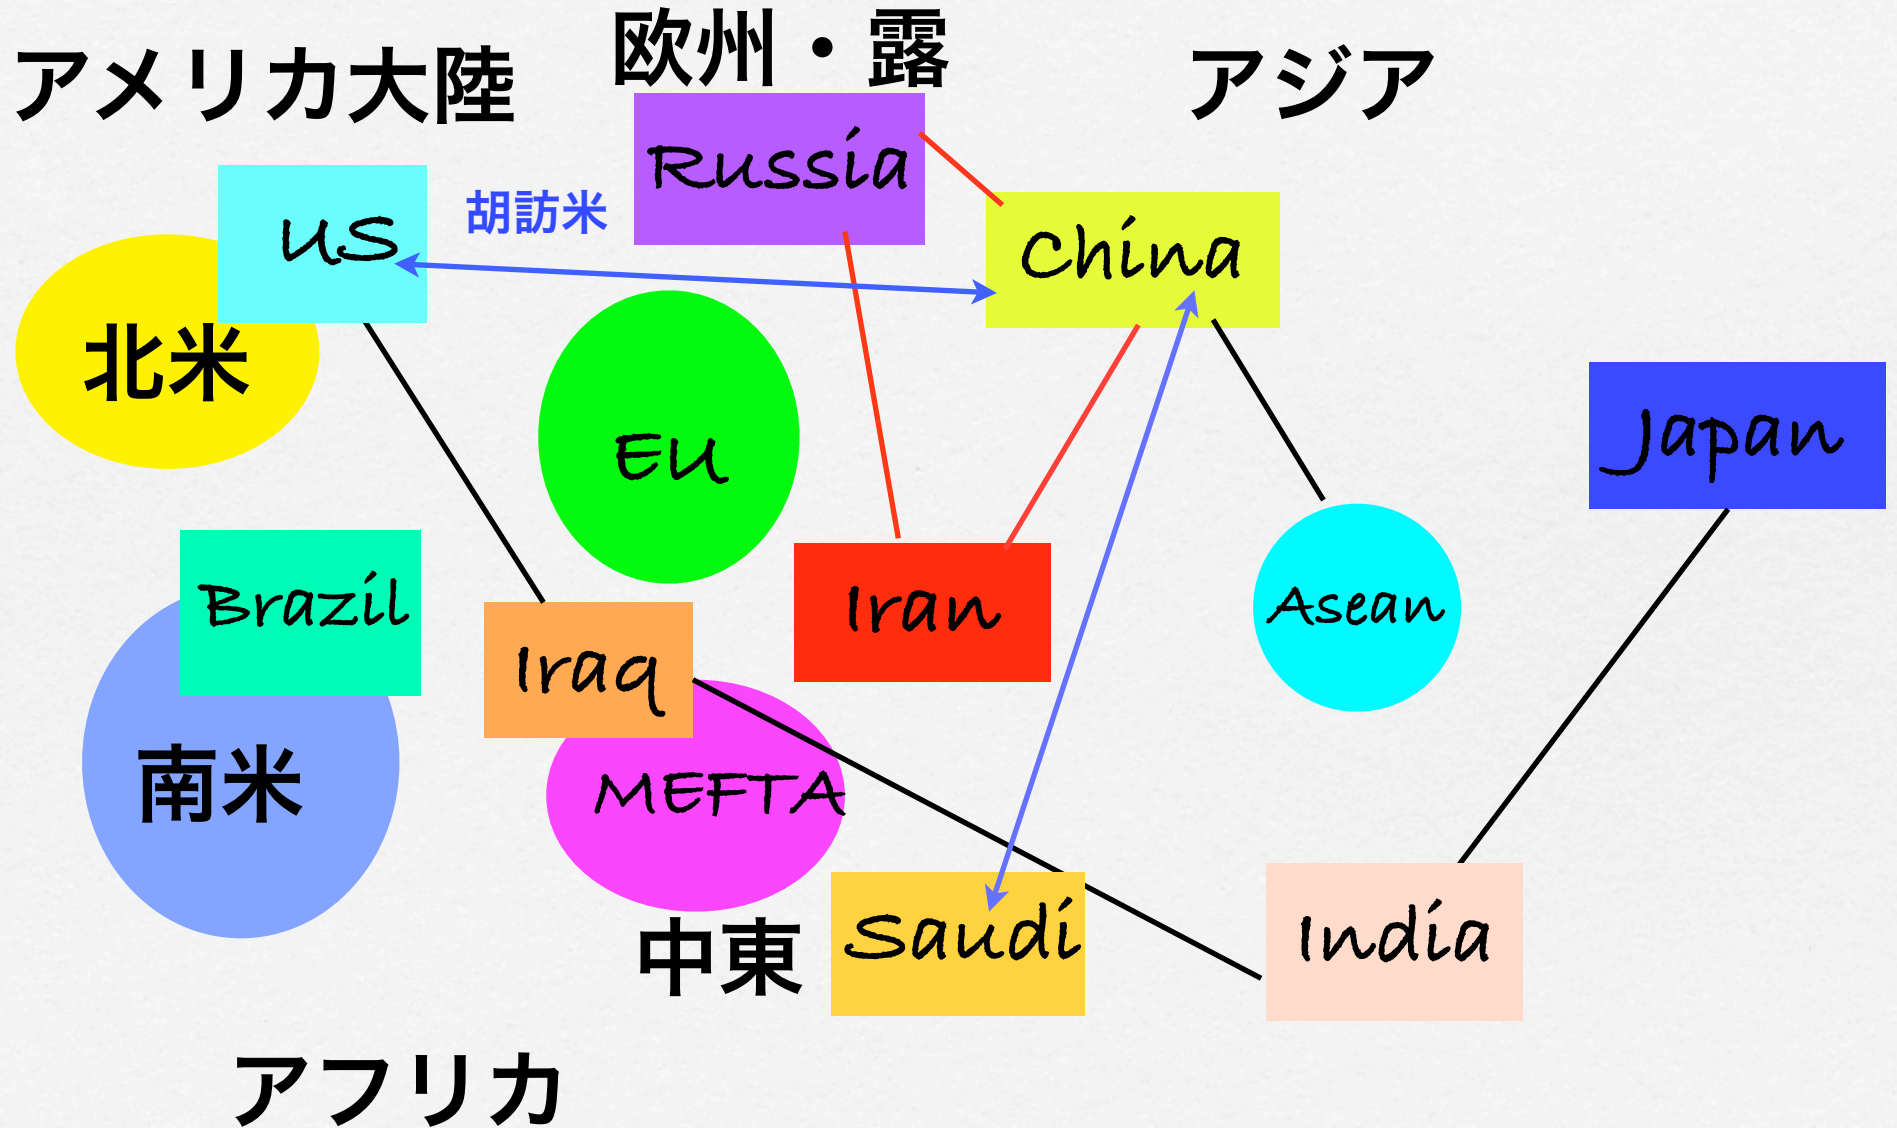 欧州・露
アメリカ大陸
アジア
Russia
US
胡訪米
China
北米
EU
Japan
Brazil
Iran
Asean
Iraq
南米
MEFTA
中東
Saudi
India
アフリカ